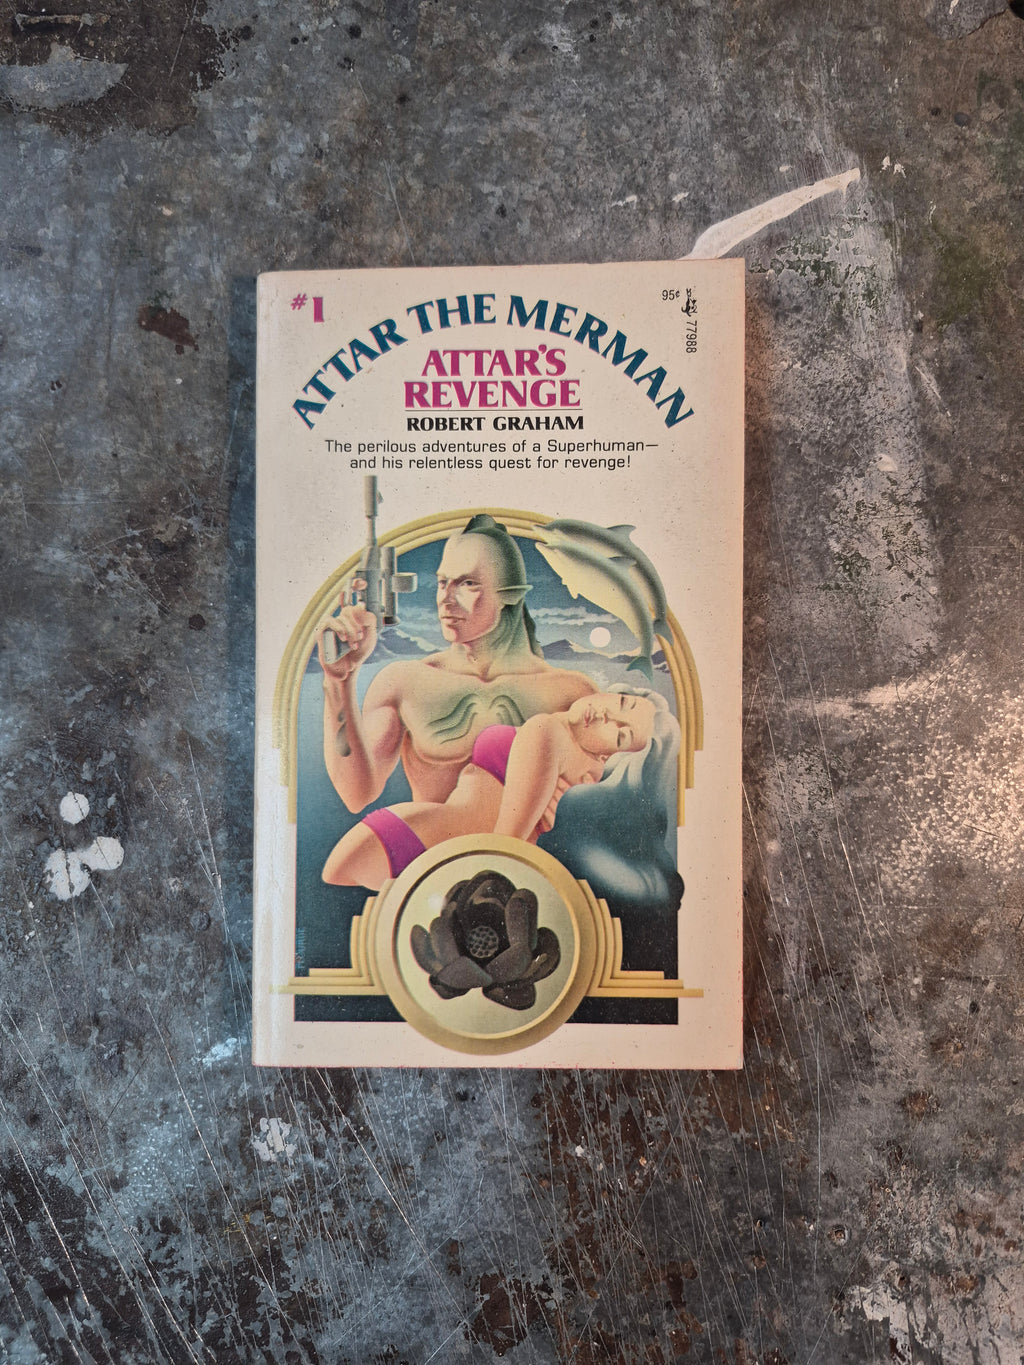 #1
ATTAR THE MERMAN
95¢
77988
ATTAR'S
REVENGE
ROBERT GRAHAM
The perilous adventures of a Superhuman—
and his relentless quest for revenge!